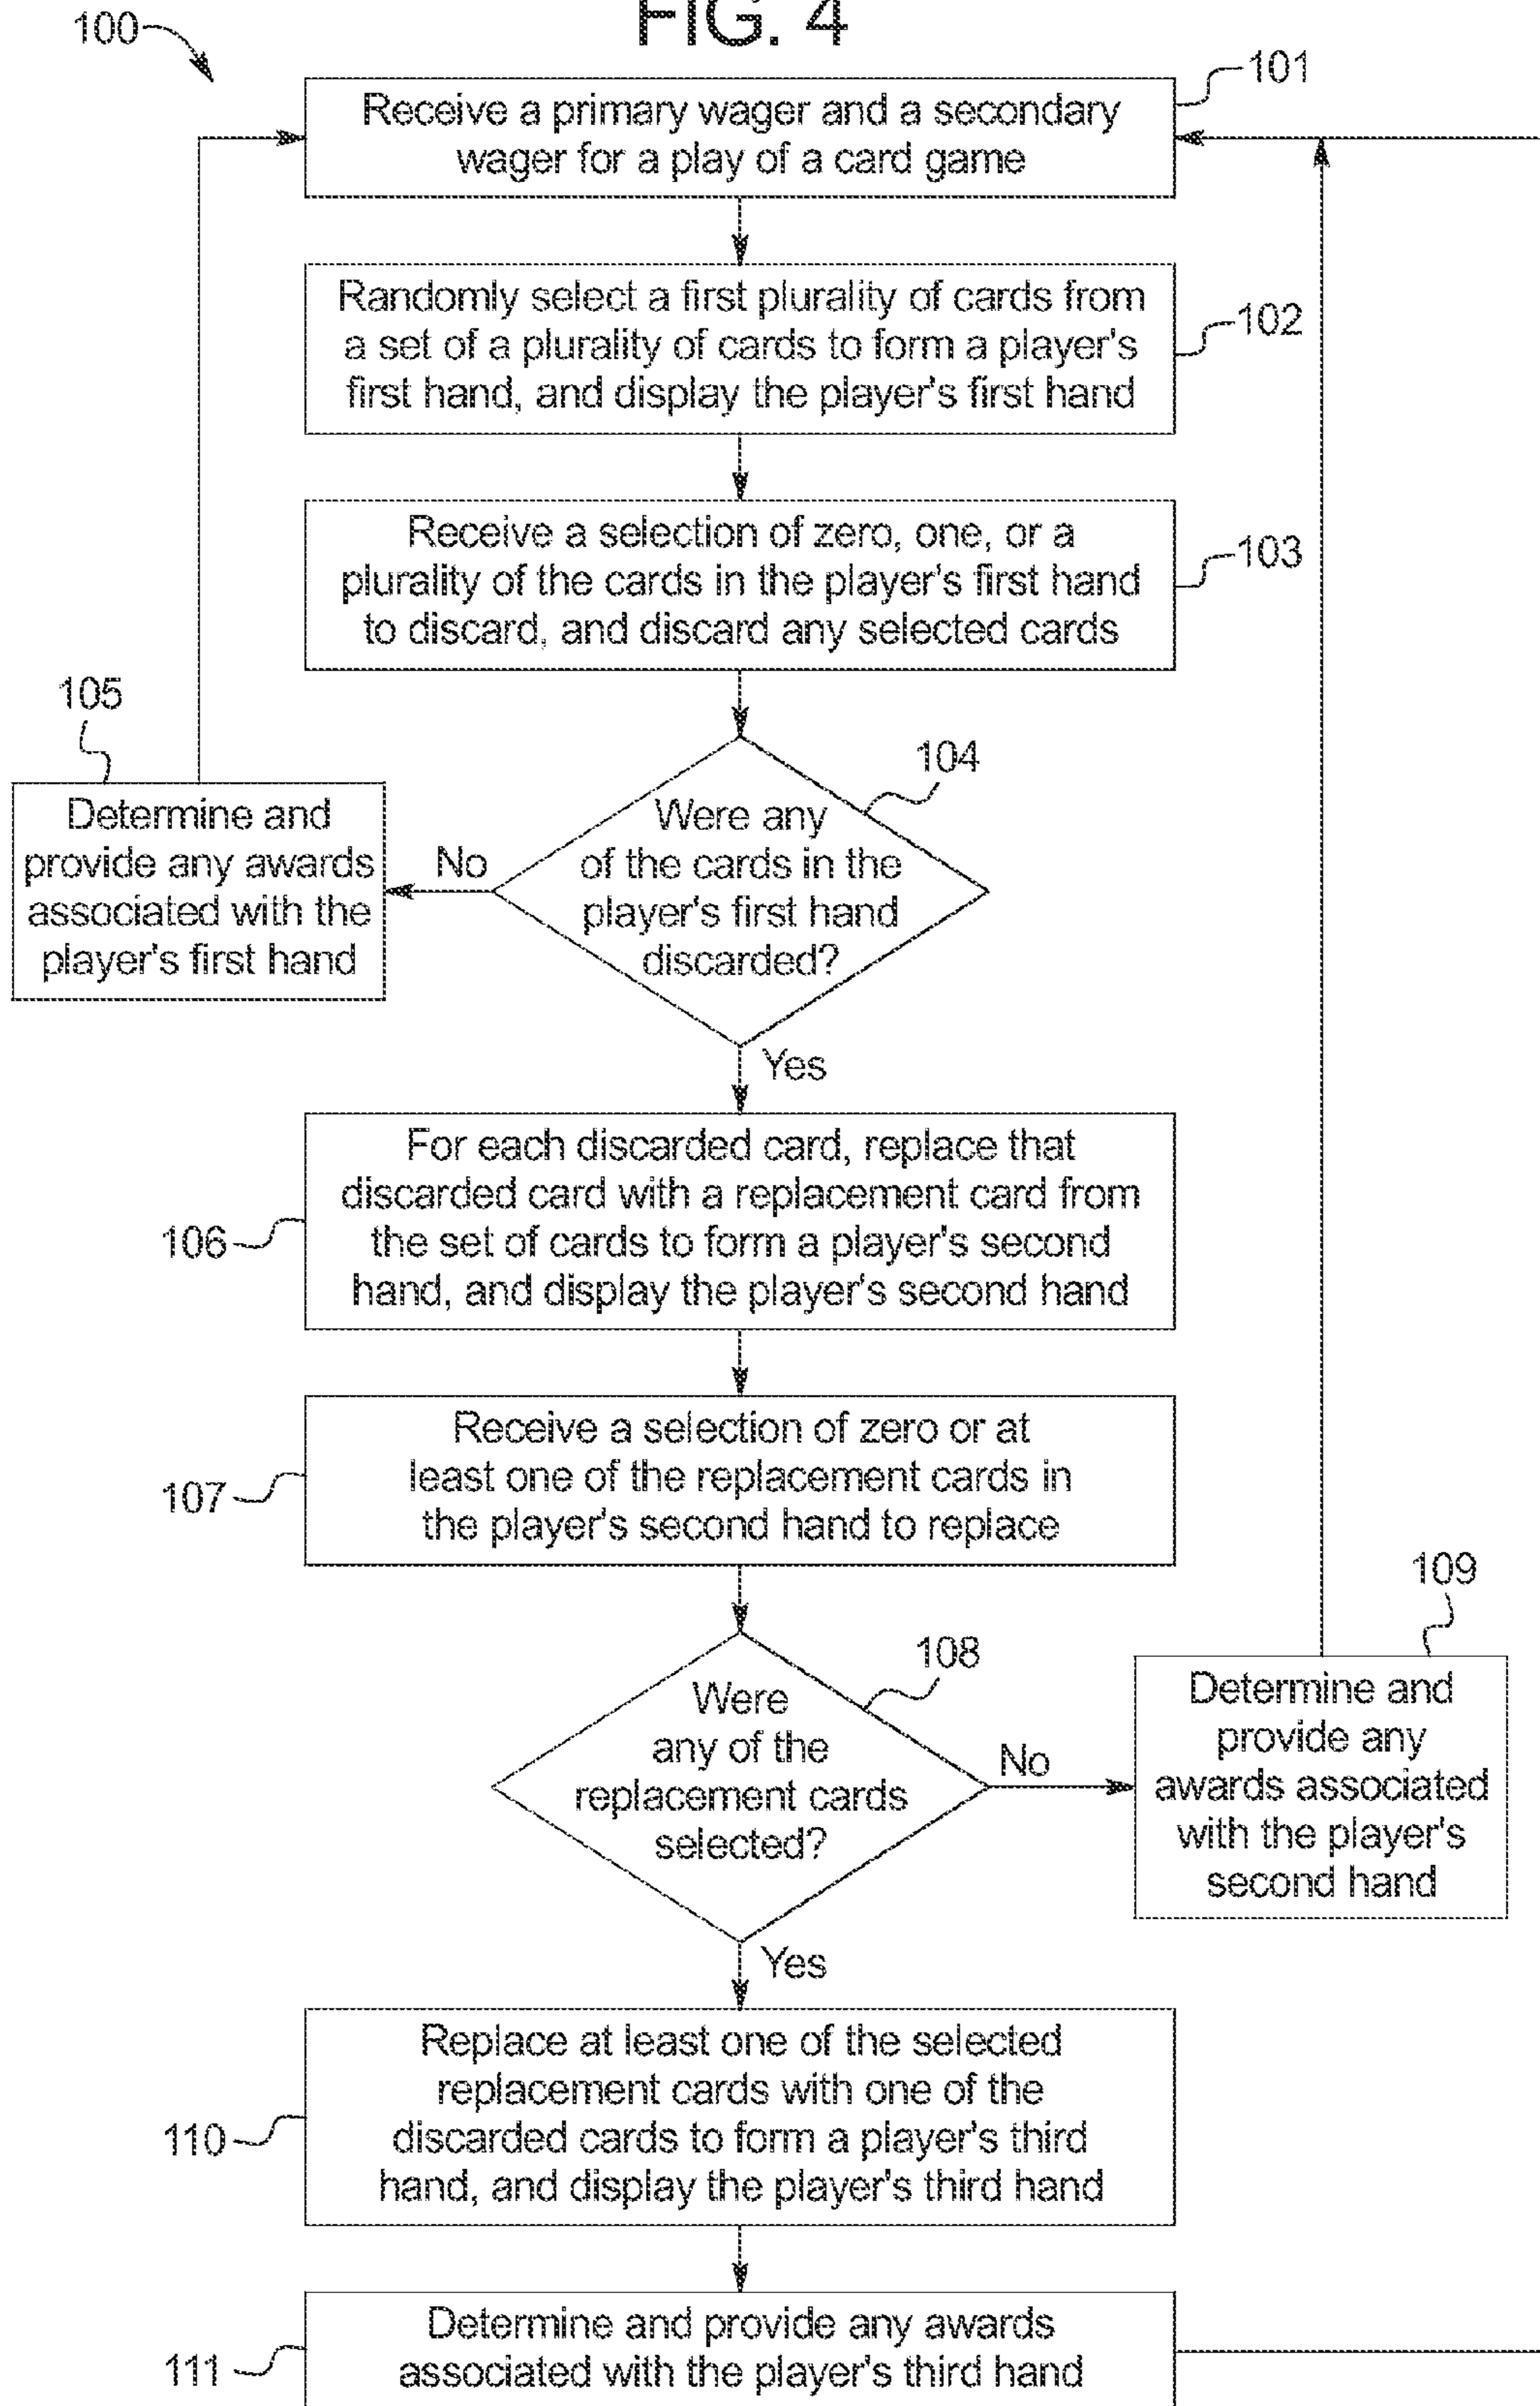 FIG. 4
100
101
Receive a primary wager and a secondary
wager for a play of a card game
Randomly select a first plurality of cards from
a set of a plurality of cards to form a player's
first hand, and display the player's first hand
102
Receive a selection of zero, one, or a
plurality of the cards in the player's first hand
to discard, and discard any selected cards
103
105
Determine and
provide any awards
associated with the
player's first hand
No
104
Were any
of the cards in the
player's first hand
discarded?
Yes
For each discarded card, replace that
discarded card with a replacement card from
the set of cards to form a player's second
hand, and display the player's second hand
106
Receive a selection of zero or at
least one of the replacement cards in
the player's second hand to replace
107
108
Were
any of the
replacement cards
selected?
No
109
Determine and
provide any
awards associated
with the player's
second hand
Yes
Replace at least one of the selected
replacement cards with one of the
discarded cards to form a player's third
hand, and display the player's third hand
110
Determine and provide any awards
associated with the player's third hand
111